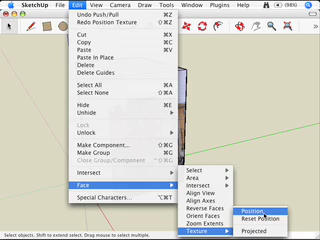 SketchUp File Edit View Camera Draw Tools Window Help (98%)
Undo Push/Pull ⌘Z
Redo Position Texture ⇧⌘Z
Cut ⌘X
Copy ⌘C
Paste ⌘V
Paste In Place
Delete
Delete Guides
Select All ⌘A
Select None ⇧⌘A
Hide ⌘E
Unhide
Lock
Unlock
Make Component... ⇧⌘G
Make Group ⌘G
Close Group/Component ^⇧⌘G
Intersect
Face
Special Characters... ⌥⌘T
Select
Area
Intersect
Align View
Align Axes
Reverse Faces
Orient Faces
Zoom Extents
Texture
Position
Reset Position
Projected
Select objects. Shift to extend select. Drag mouse to select multiple.